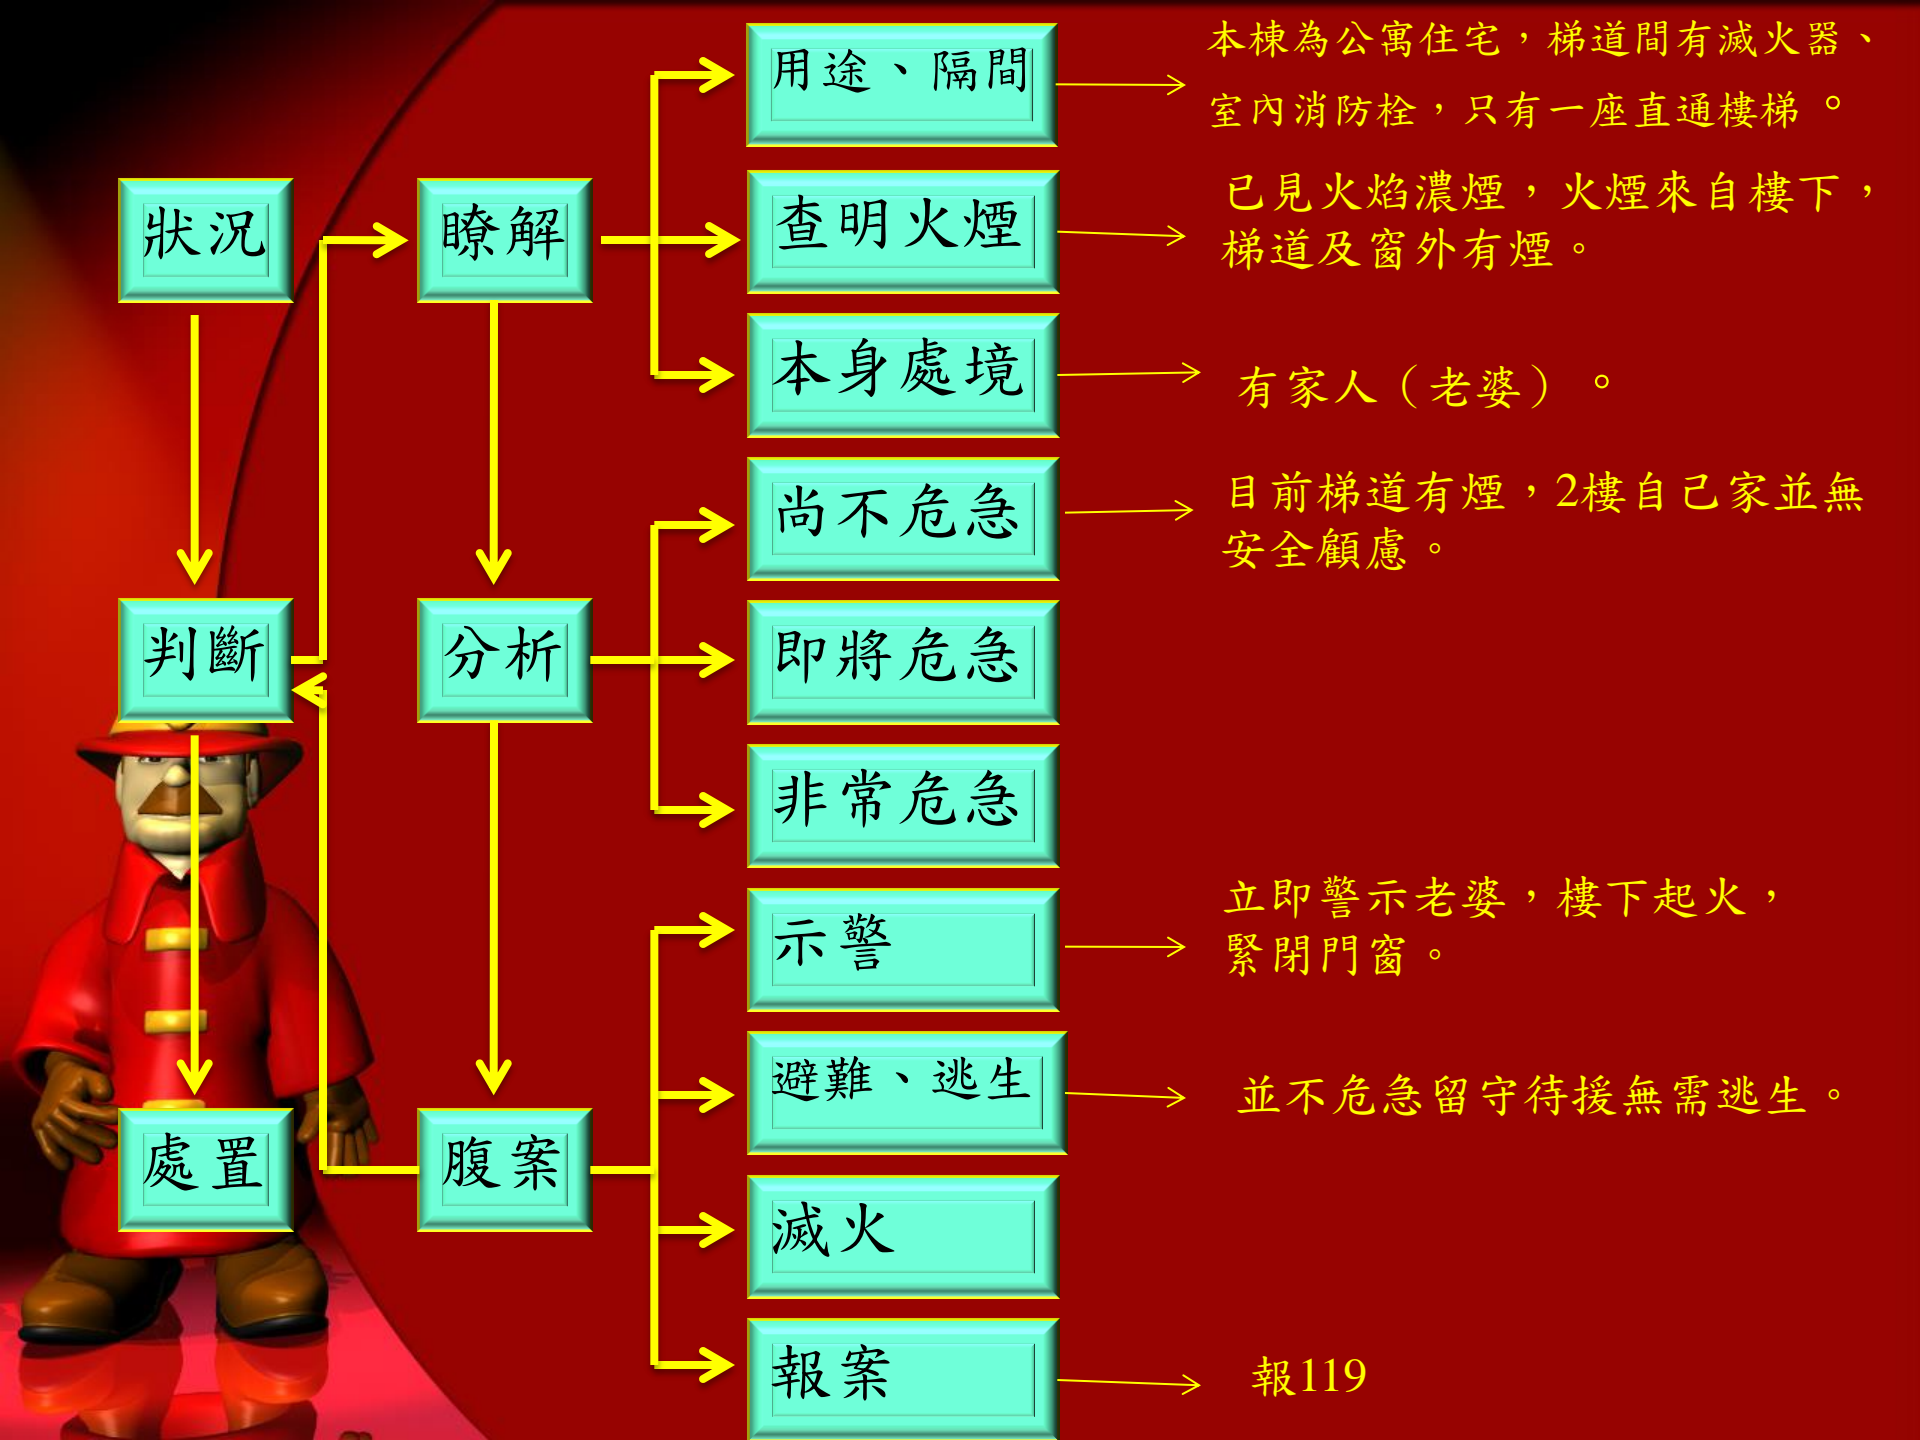 狀況
判斷
處置
瞭解
分析
腹案
用途、隔間
查明火煙
本身處境
尚不危急
即將危急
非常危急
示警
避難、逃生
滅火
報案
本棟為公寓住宅，梯道間有滅火器、
室內消防栓，只有一座直通樓梯。
已見火焰濃煙，火煙來自樓下，
梯道及窗外有煙。
有家人（老婆）。
目前梯道有煙，2樓自己家並無
安全顧慮。
立即警示老婆，樓下起火，
緊閉門窗。
並不危急留守待援無需逃生。
報119